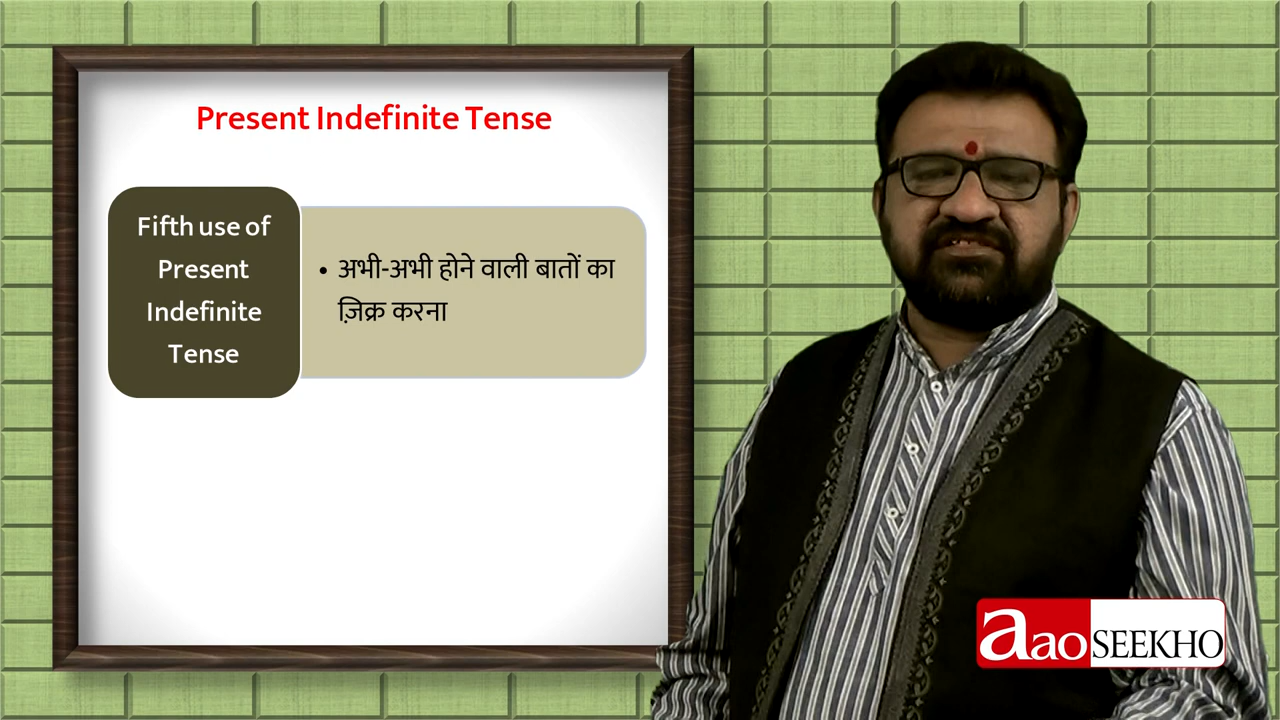 Present Indefinite Tense
Fifth use of
Present
Indefinite
Tense
• अभी-अभी होने वाली बातों का
ज़िक्र करना
aao SEEKHO